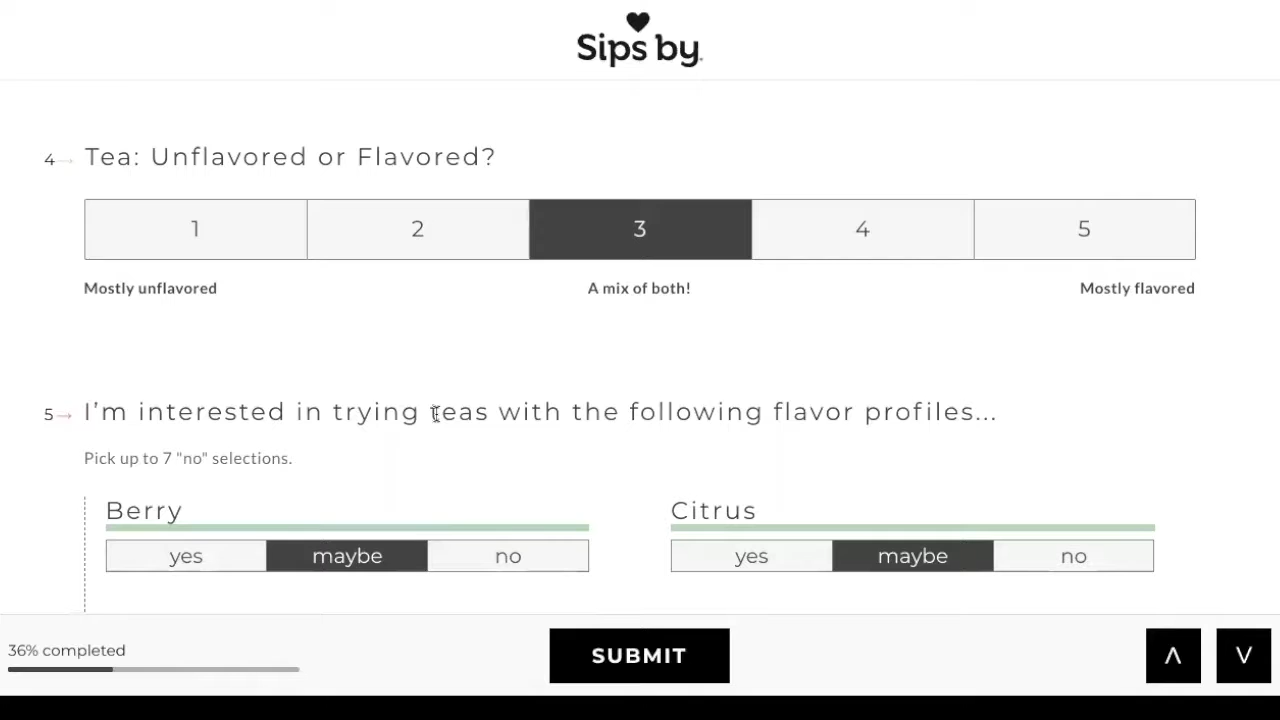 Sips by
4→ Tea: Unflavored or Flavored?
1 2 3 4 5
Mostly unflavored A mix of both! Mostly flavored
5→ I'm interested in trying teas with the following flavor profiles...
Pick up to 7 "no" selections.
Berry Citrus
yes maybe no yes maybe no
36% completed SUBMIT